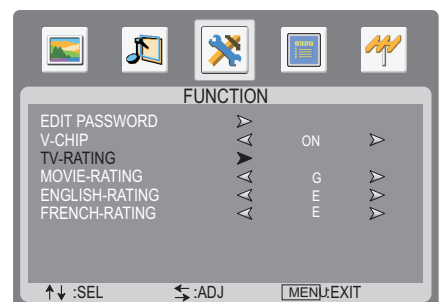 FUNCTION
EDIT PASSWORD
V-CHIP ON
TV-RATING
MOVIE-RATING G
ENGLISH-RATING E
FRENCH-RATING E
:SEL :ADJ MENU:EXIT